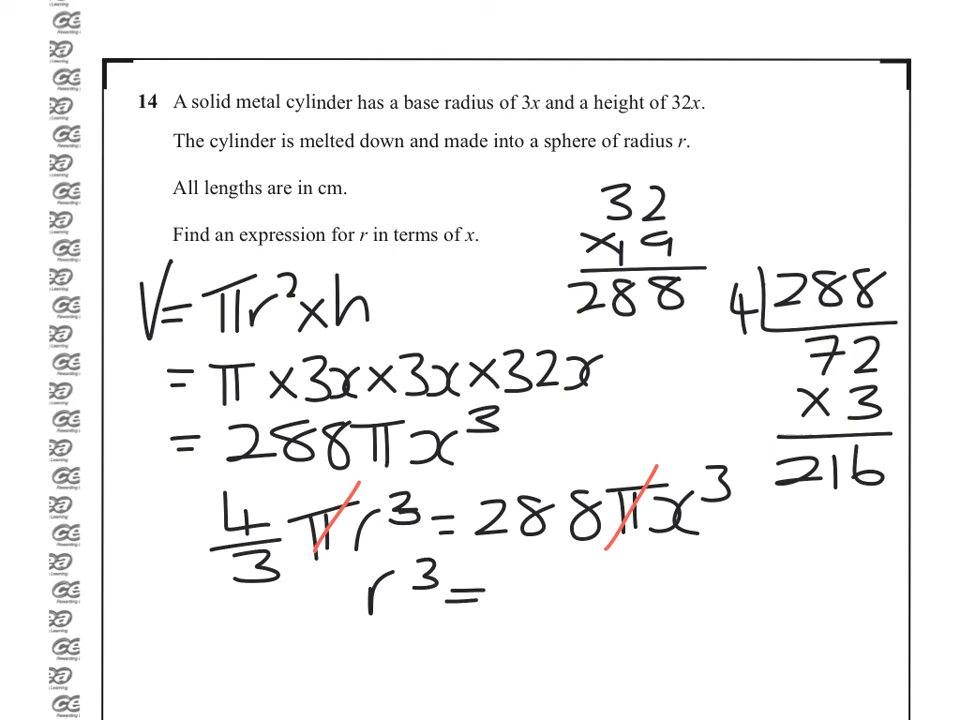 14 A solid metal cylinder has a base radius of 3x and a height of 32x.
The cylinder is melted down and made into a sphere of radius r.
All lengths are in cm.
Find an expression for r in terms of x.
32
×19
288
V= πr²×h
= π×3x×3x×32x
= 288πx³
4/3 πr³ = 288πx³
r³ =
4 288
72
×3
216